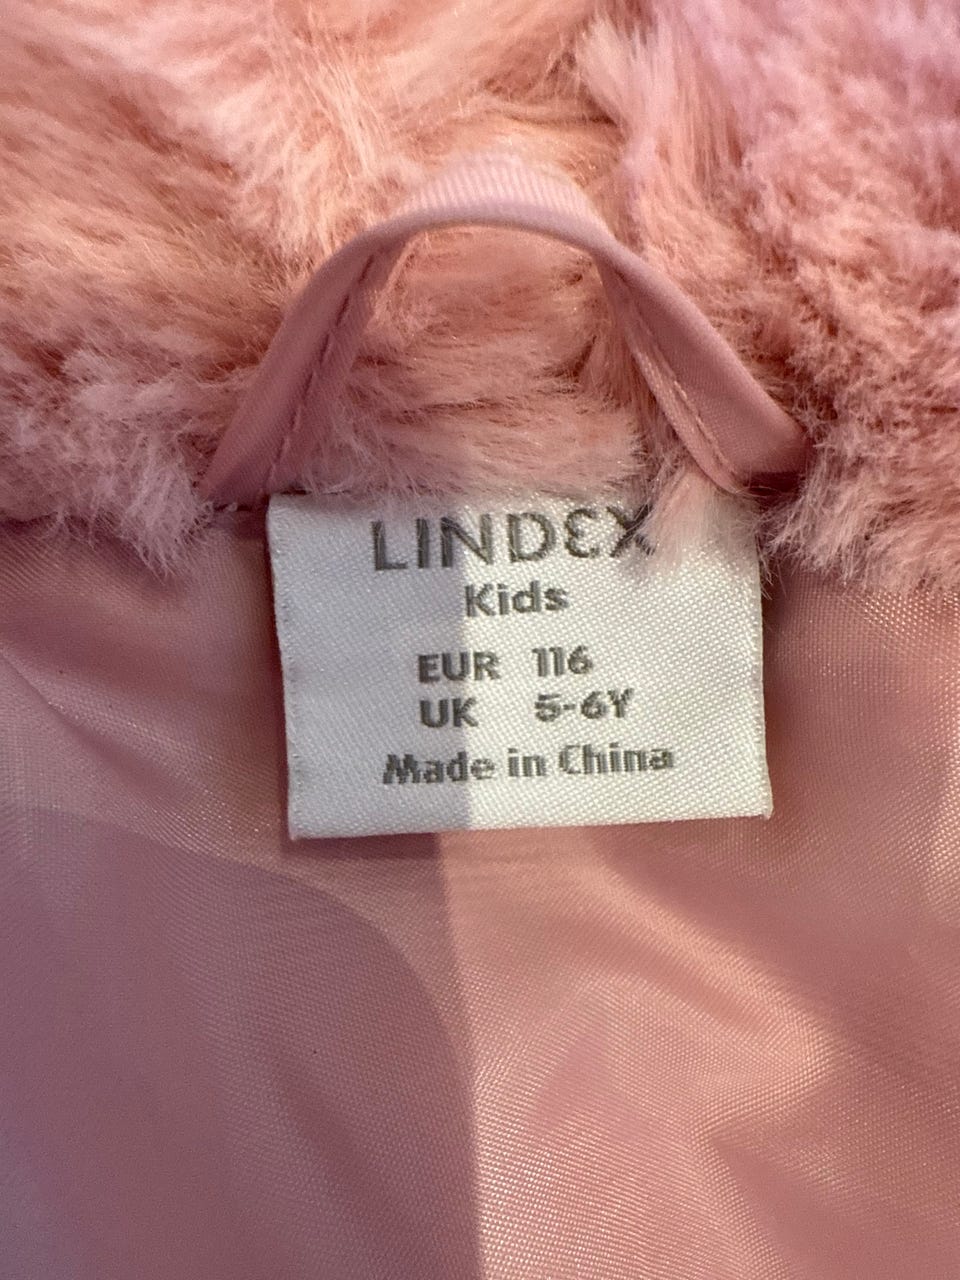 LINDEX
Kids
EUR 116
UK 5-6Y
Made in China